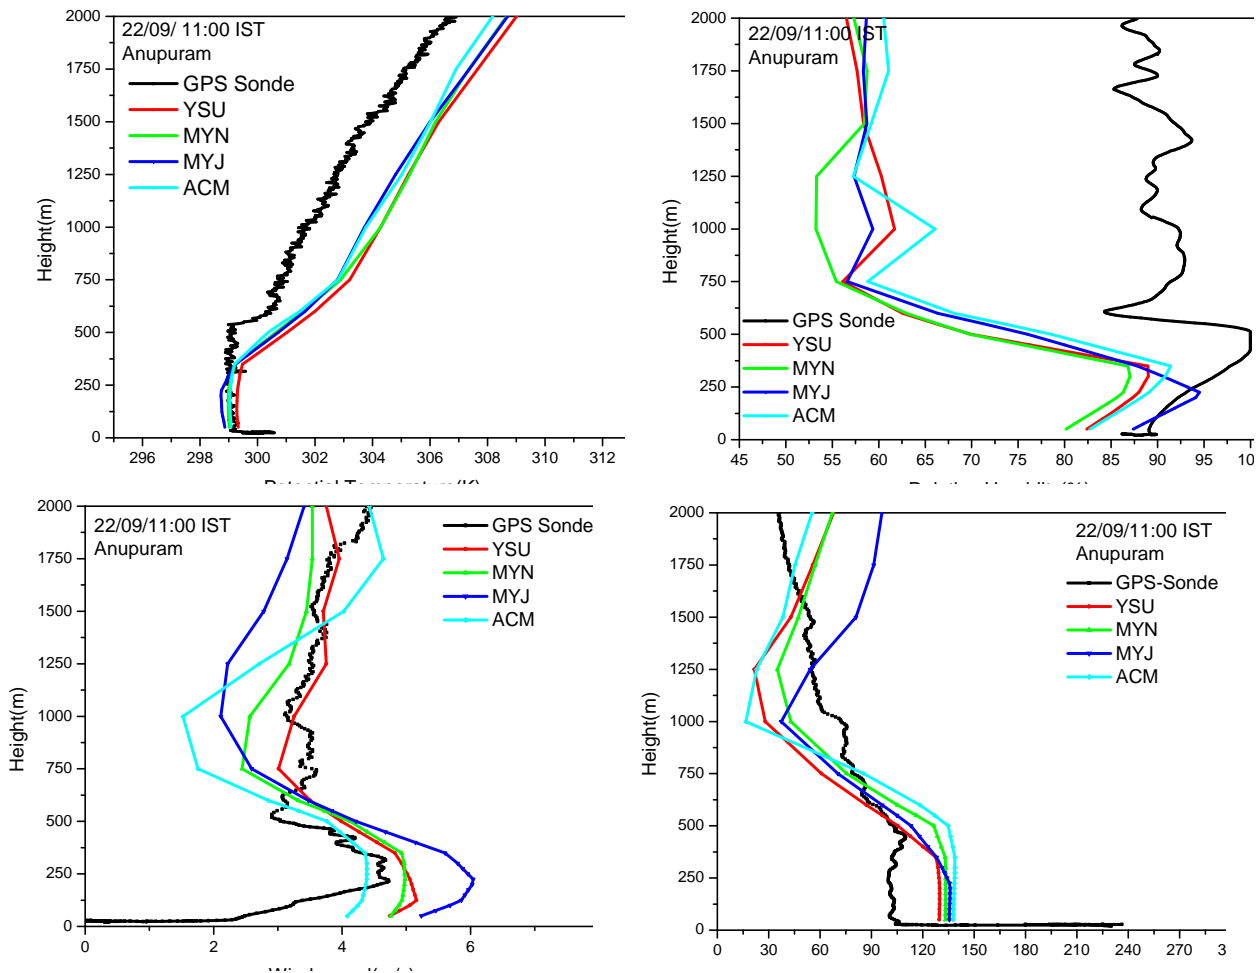 2000
1750
1500
1250
1000
750
500
250
0
Height(m)
22/09/ 11:00 IST
Anupuram
GPS Sonde
YSU
MYN
MYJ
ACM
296 298 300 302 304 306 308 310 312
Potential Temperature(K)
2000
1750
1500
1250
1000
750
500
250
0
Height(m)
22/09/11:00 IST
Anupuram
GPS Sonde
YSU
MYN
MYJ
ACM
45 50 55 60 65 70 75 80 85 90 95 10
2000
1750
1500
1250
1000
750
500
250
0
Height(m)
22/09/11:00 IST
Anupuram
GPS Sonde
YSU
MYN
MYJ
ACM
0 2 4 6
2000
1750
1500
1250
1000
750
500
250
0
Height(m)
22/09/11:00 IST
Anupuram
GPS-Sonde
YSU
MYN
MYJ
ACM
0 30 60 90 120 150 180 210 240 270 3